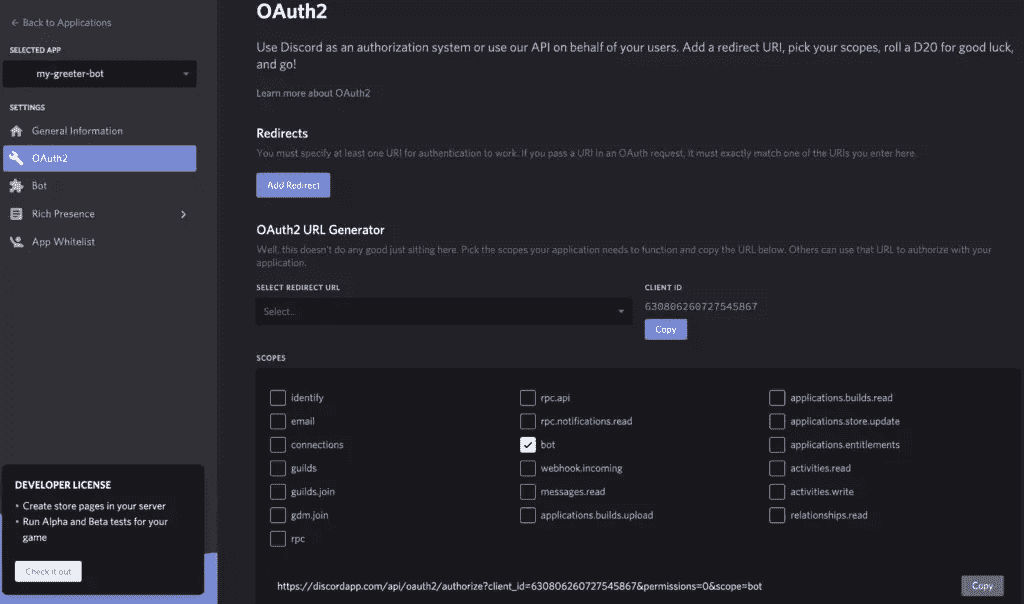 ← Back to Applications
SELECTED APP
my-greeter-bot
SETTINGS
General Information
OAuth2
Bot
Rich Presence
App Whitelist
DEVELOPER LICENSE
• Create store pages in your server
• Run Alpha and Beta tests for your
game
Check it out
OAuth2
Use Discord as an authorization system or use our API on behalf of your users. Add a redirect URI, pick your scopes, roll a D20 for good luck,
and go!
Learn more about OAuth2
Redirects
You must specify at least one URI for authentication to work. If you pass a URI in an OAuth request, it must exactly match one of the URIs you enter here.
Add Redirect
OAuth2 URL Generator
Well, this doesn't do any good just sitting here. Pick the scopes your application needs to function and copy the URL below. Others can use that URL to authorize with your
application.
SELECT REDIRECT URL
Select...
CLIENT ID
630806260727545867
Copy
SCOPES
identify
email
connections
guilds
guilds.join
gdm.join
rpc
rpc.api
rpc.notifications.read
bot
webhook.incoming
messages.read
applications.builds.upload
applications.builds.read
applications.store.update
applications.entitlements
activities.read
activities.write
relationships.read
https://discordapp.com/api/oauth2/authorize?client_id=630806260727545867&permissions=0&scope=bot
Copy